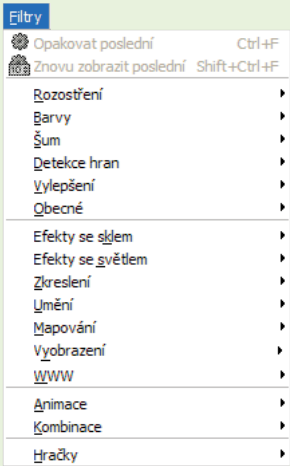 Filtry
Opakovat poslední Ctrl+F
Znovu zobrazit poslední Shift+Ctrl+F
Rozostření
Barvy
Šum
Detekce hran
Vylepšení
Obecné
Efekty se sklem
Efekty se světlem
Zkreslení
Umění
Mapování
Vyobrazení
WWW
Animace
Kombinace
Hračky